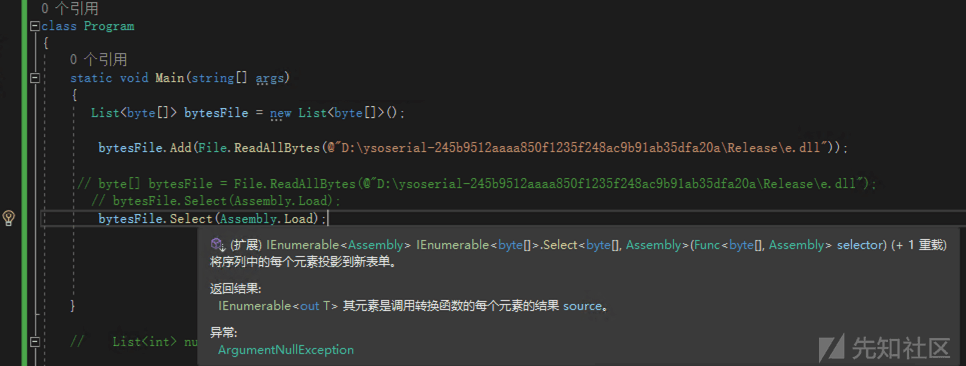 0 个引用
class Program
{
0 个引用
static void Main(string[] args)
{
List<byte[]> bytesFile = new List<byte[]>();
bytesFile.Add(File.ReadAllBytes(@"D:\ysoserial-245b9512aaaa850f1235f248ac9b91ab35dfa20a\Release\e.dll"));
// byte[] bytesFile = File.ReadAllBytes(@"D:\ysoserial-245b9512aaaa850f1235f248ac9b91ab35dfa20a\Release\e.dll");
// bytesFile.Select(Assembly.Load);
bytesFile.Select(Assembly.Load);
(扩展) IEnumerable<Assembly> IEnumerable<byte[]>.Select<byte[], Assembly>(Func<byte[], Assembly> selector) (+ 1 重载)
将序列中的每个元素投影到新表单。
返回结果:
IEnumerable<out T> 其元素是调用转换函数的每个元素的结果 source。
异常:
ArgumentNullException
}
// List<int> nu
先知社区